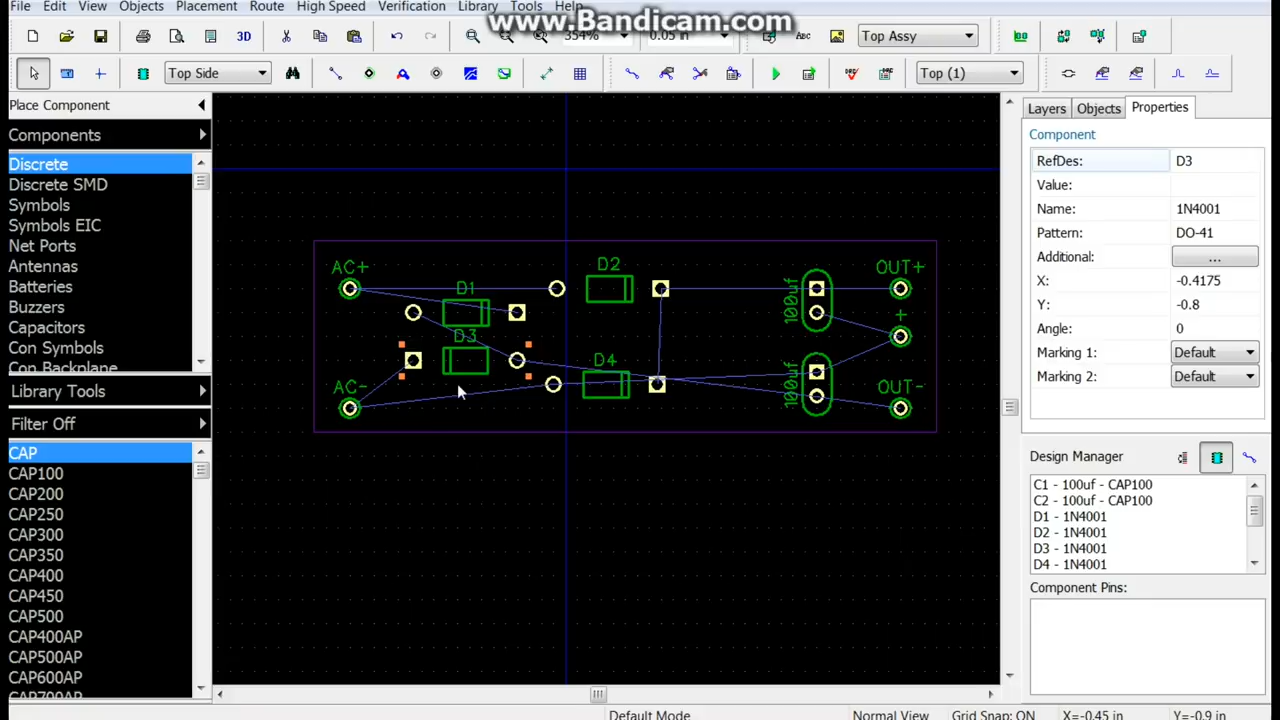 File Edit View Objects Placement Route High Speed Verification Library Tools Help
www.Bandicam.com
3D 354% 0.05 in Abc Top Assy
Top Side Top (1)
Place Component
Components
Discrete
Discrete SMD
Symbols
Symbols EIC
Net Ports
Antennas
Batteries
Buzzers
Capacitors
Con Symbols
Con Backplane
Library Tools
Filter Off
CAP
CAP100
CAP200
CAP250
CAP300
CAP350
CAP400
CAP450
CAP500
CAP400AP
CAP500AP
CAP600AP
CAP700AP
AC+
D1
D2
D3
D4
AC-
100uf
100uf
OUT+
+
OUT-
Layers Objects Properties
Component
RefDes: D3
Value:
Name: 1N4001
Pattern: DO-41
Additional: ...
X: -0.4175
Y: -0.8
Angle: 0
Marking 1: Default
Marking 2: Default
Design Manager
C1 - 100uf - CAP100
C2 - 100uf - CAP100
D1 - 1N4001
D2 - 1N4001
D3 - 1N4001
D4 - 1N4001
Component Pins:
Default Mode Normal View Grid Snap: ON X=-0.45 in Y=-0.9 in